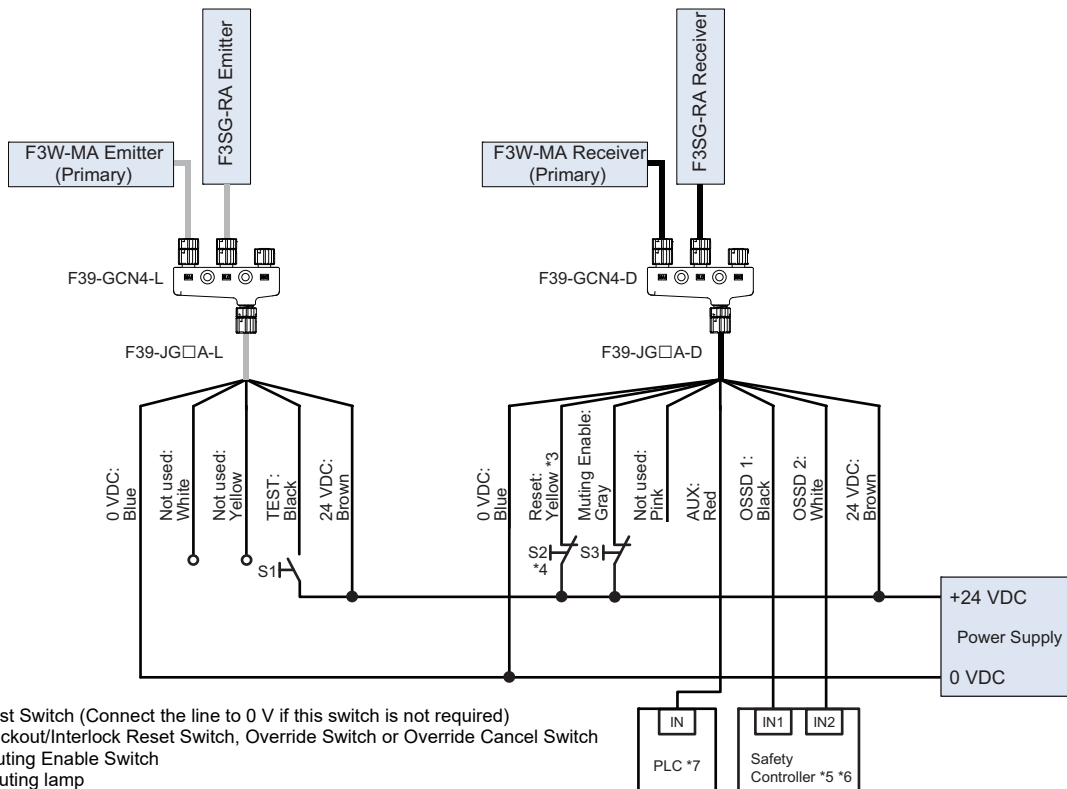 F3SG-RA Emitter
F3W-MA Emitter
(Primary)
F39-GCN4-L
F39-JG□A-L
0 VDC:
Blue
Not used:
White
Not used:
Yellow
TEST:
Black
24 VDC:
Brown
S1
F3SG-RA Receiver
F3W-MA Receiver
(Primary)
F39-GCN4-D
F39-JG□A-D
0 VDC:
Blue
Reset:
Yellow *3
Muting Enable:
Gray
Not used:
Pink
AUX:
Red
OSSD 1:
Black
OSSD 2:
White
24 VDC:
Brown
S2
*4
S3
+24 VDC
Power Supply
0 VDC
st Switch (Connect the line to 0 V if this switch is not required)
ckout/Interlock Reset Switch, Override Switch or Override Cancel Switch
uting Enable Switch
uting lamp
IN
PLC *7
IN1 IN2
Safety
Controller *5 *6